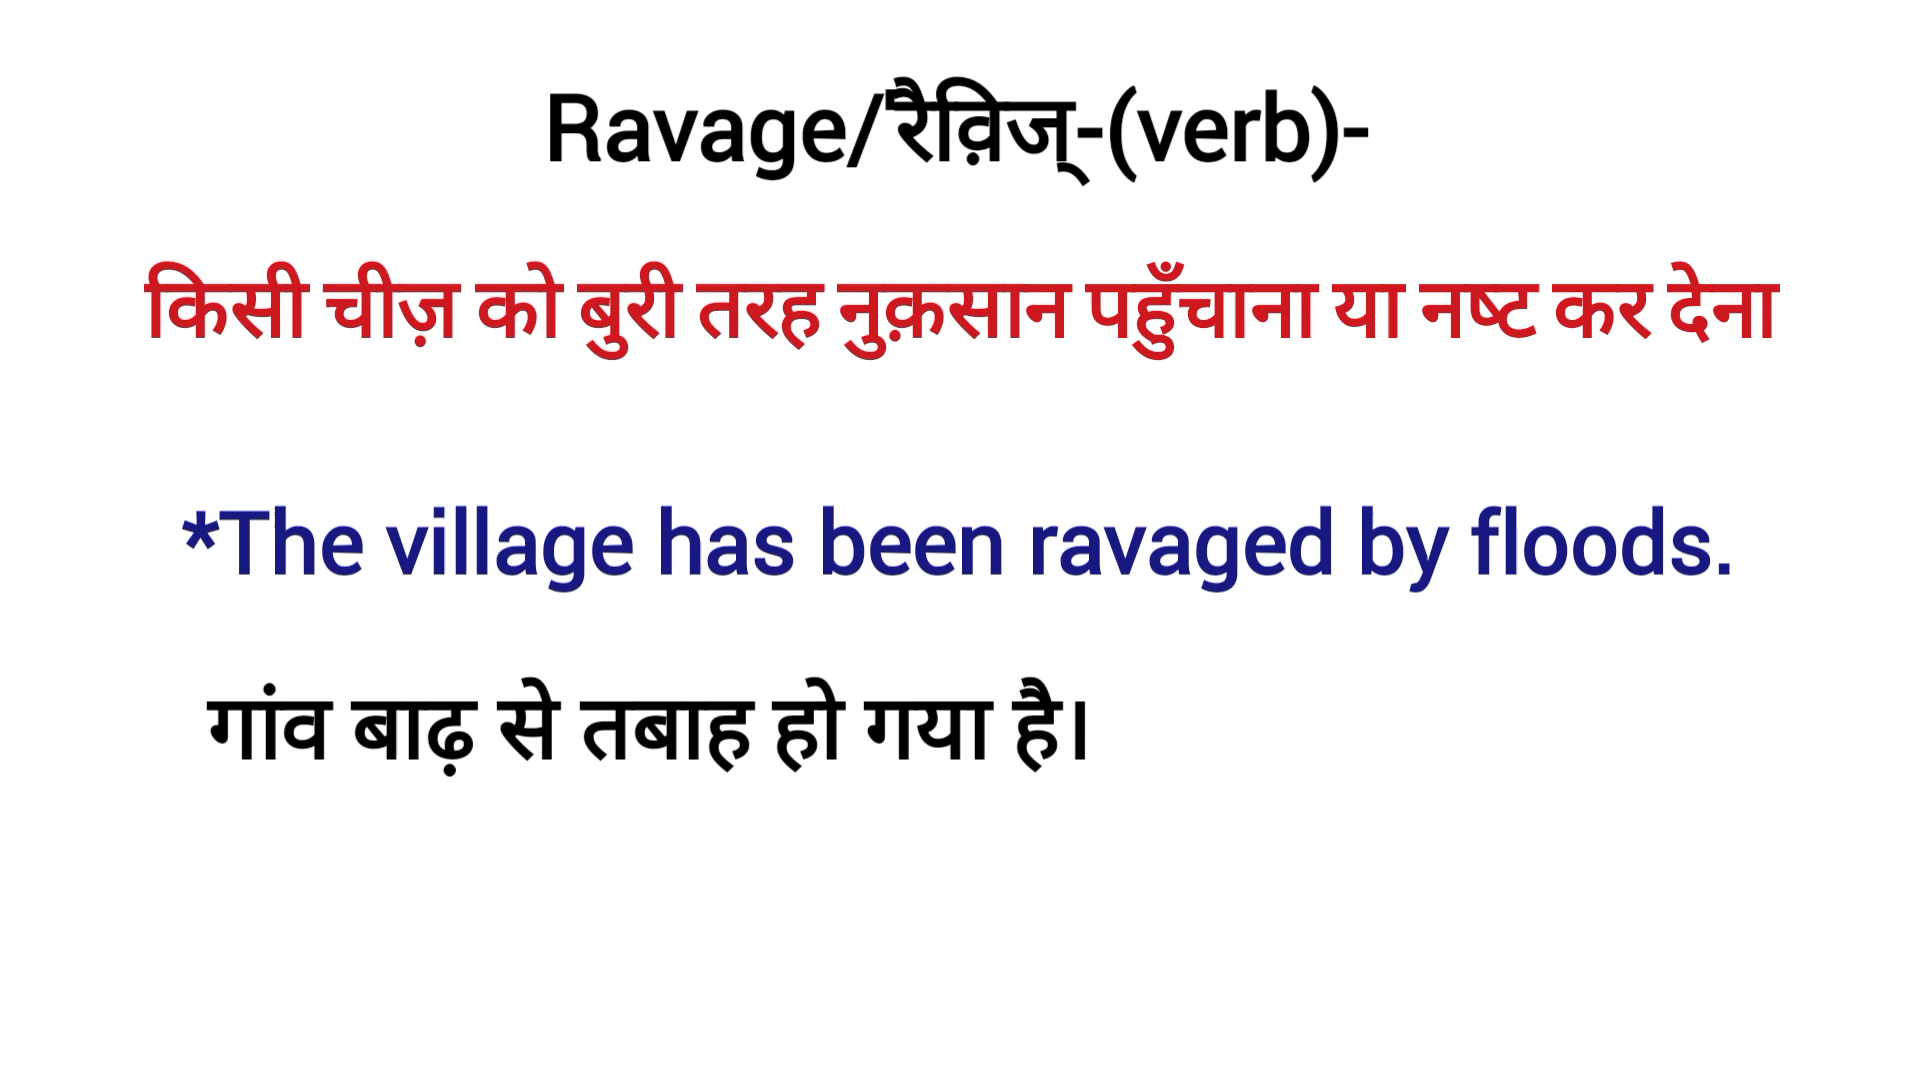 Ravage/रैव़िज्-(verb)-
किसी चीज़ को बुरी तरह नुक़सान पहुँचाना या नष्ट कर देना
*The village has been ravaged by floods.
गांव बाढ़ से तबाह हो गया है।